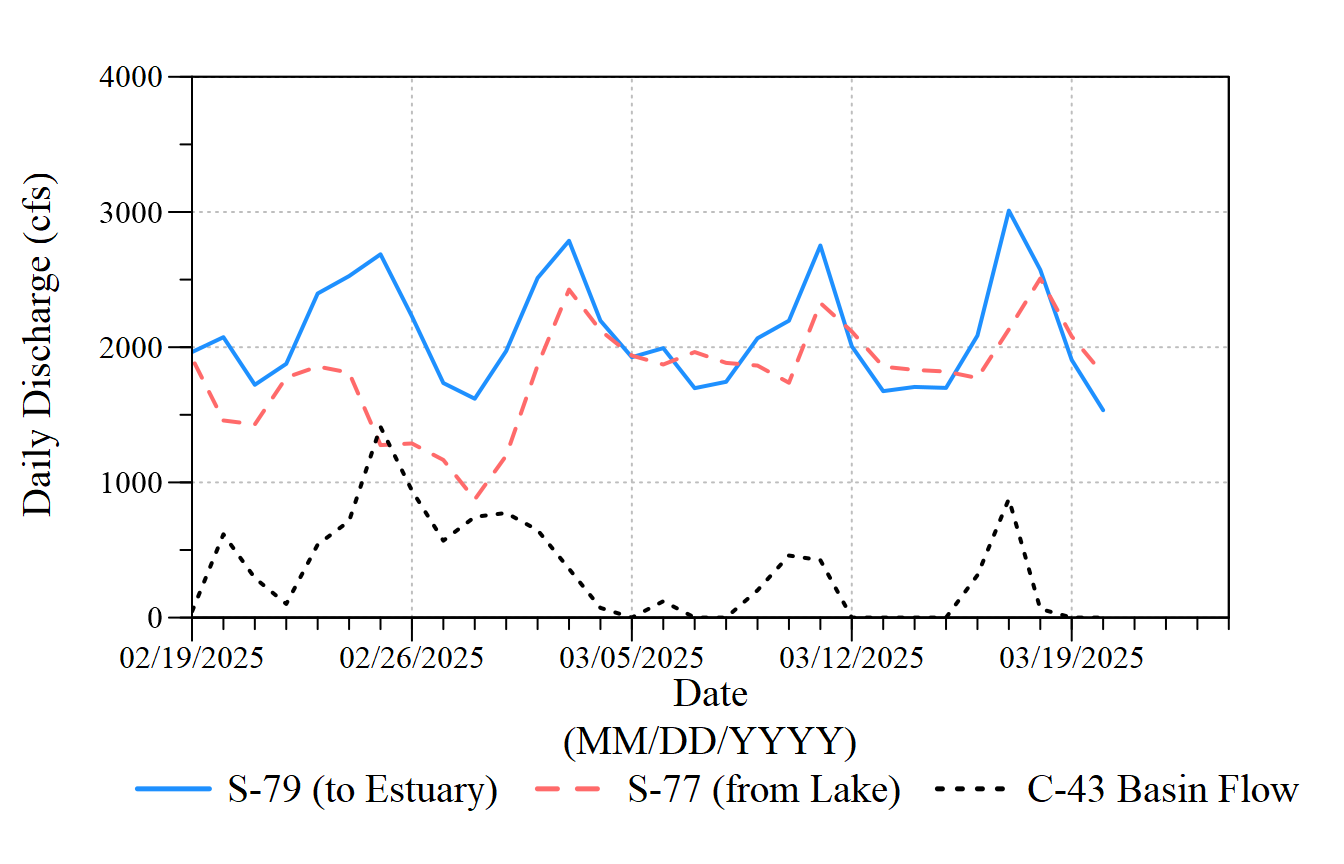 4000
3000
2000
1000
0
Daily Discharge (cfs)
02/19/2025 02/26/2025 03/05/2025 03/12/2025 03/19/2025
Date
(MM/DD/YYYY)
S-79 (to Estuary) S-77 (from Lake) C-43 Basin Flow